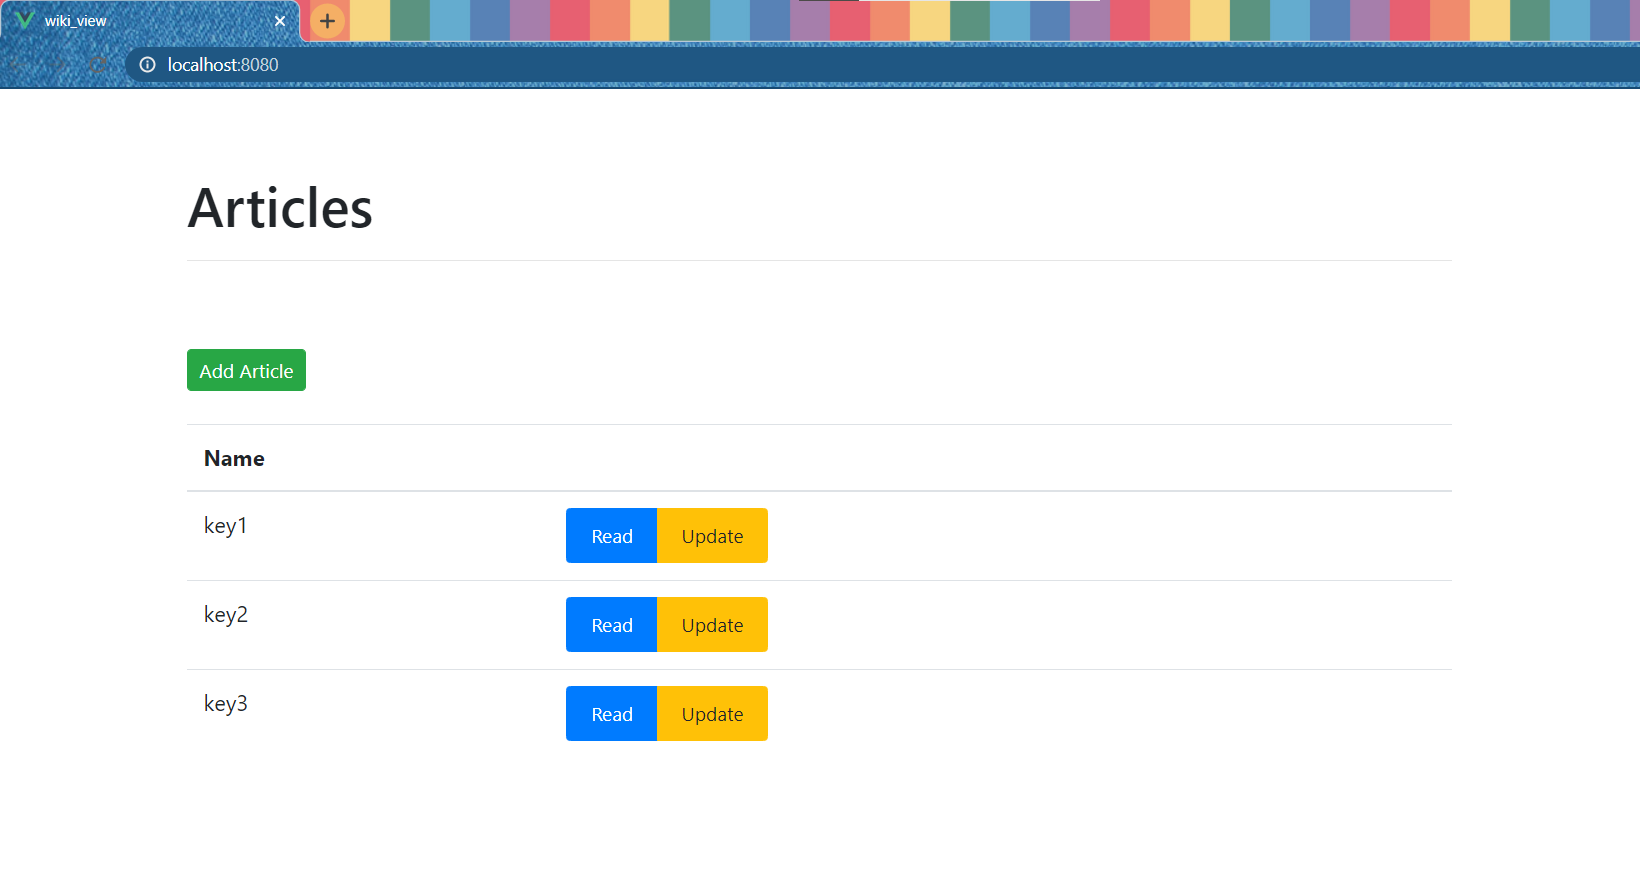 wiki_view
localhost:8080
Articles
Add Article
Name
key1 Read Update
key2 Read Update
key3 Read Update